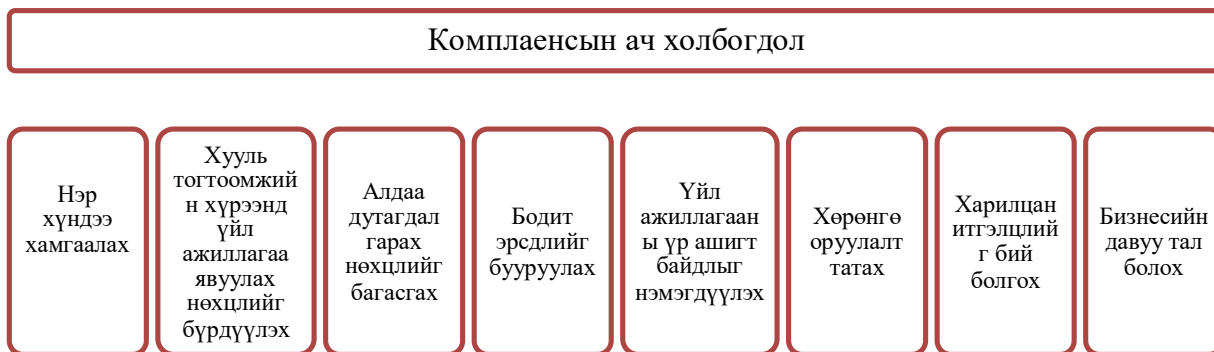 Комплаенсын ач холбогдол
Нэр
хүндээ
хамгаалах
Хууль
тогтоомжий
н хүрээнд
үйл
ажиллагаа
явуулах
нөхцлийг
бүрдүүлэх
Алдаа
дутагдал
гарах
нөхцлийг
багасгах
Бодит
эрсдлийг
бууруулах
Үйл
ажиллагаан
ы үр ашигт
байдлыг
нэмэгдүүлэх
Хөрөнгө
оруулалт
татах
Харилцан
итгэлцлий
г бий
болгох
Бизнесийн
давуу тал
болох